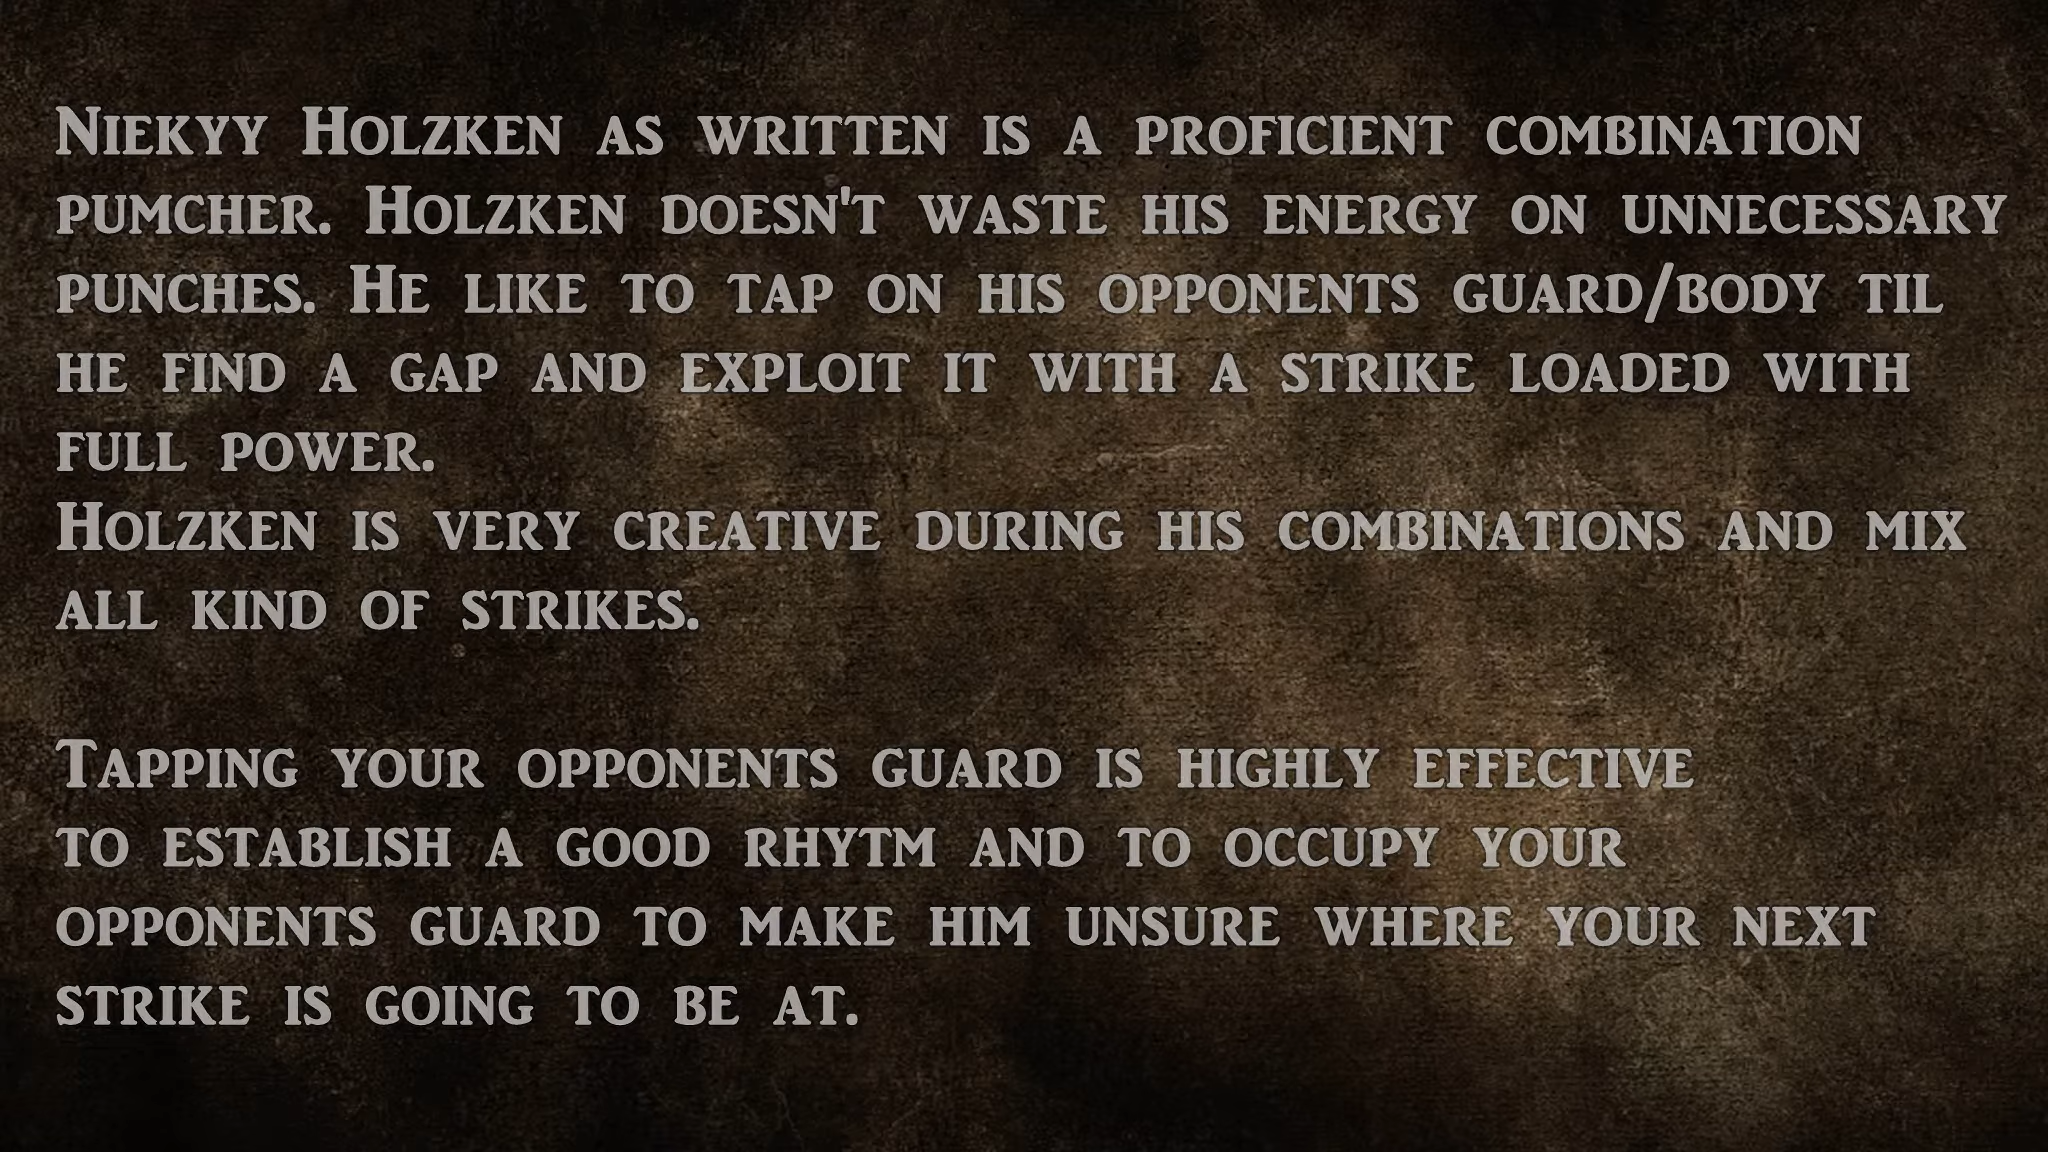 Niekyy Holzken as written is a proficient combination
pumcher. Holzken doesn't waste his energy on unnecessary
punches. He like to tap on his opponents guard/body til
he find a gap and exploit it with a strike loaded with
full power.
Holzken is very creative during his combinations and mix
all kind of strikes.
Tapping your opponents guard is highly effective
to establish a good rhytm and to occupy your
opponents guard to make him unsure where your next
strike is going to be at.